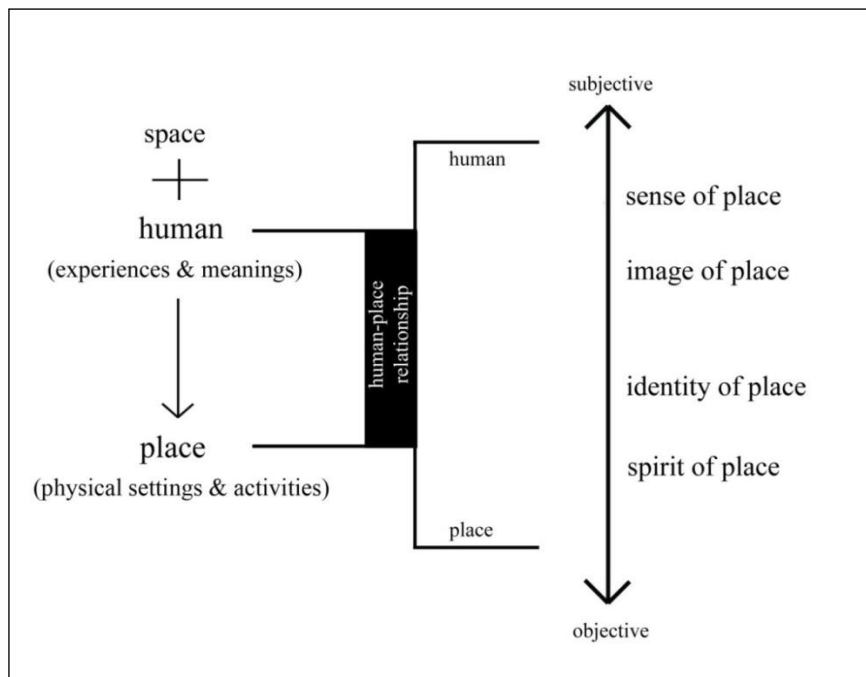 space
human
(experiences & meanings)
place
(physical settings & activities)
human-place
relationship
human
place
subjective
sense of place
image of place
identity of place
spirit of place
objective